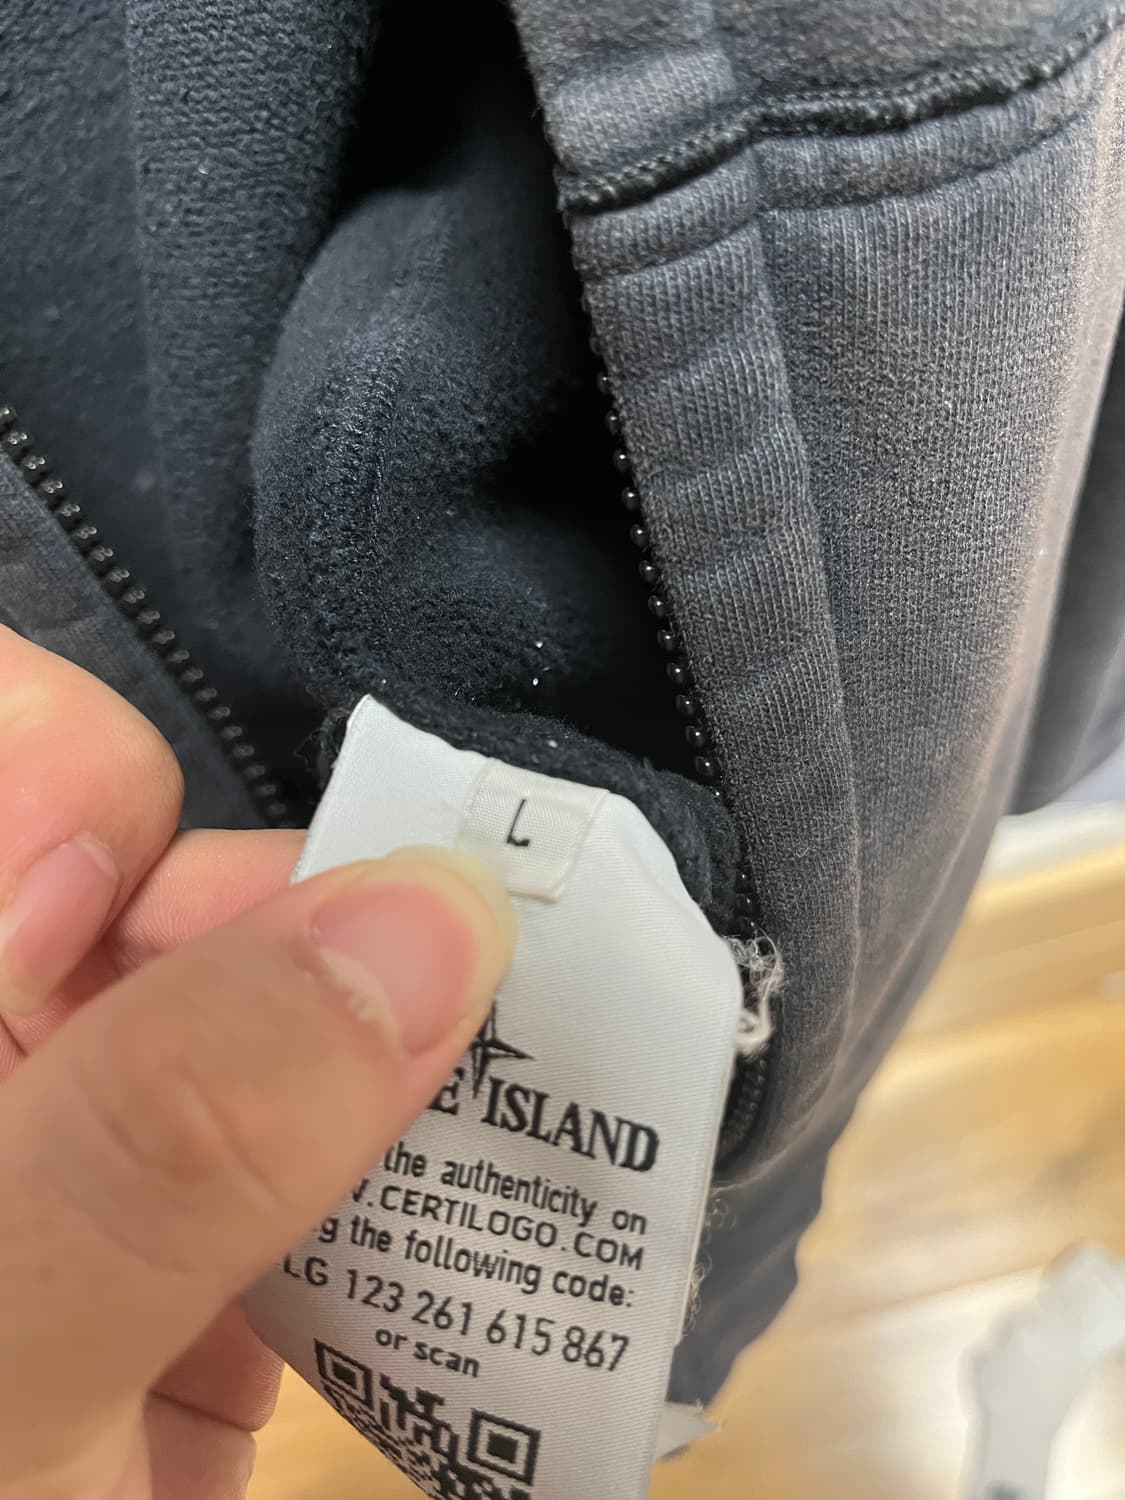 L
E ISLAND
the authenticity on
.CERTILOGO.COM
g the following code:
LG 123 261 615 867
or scan